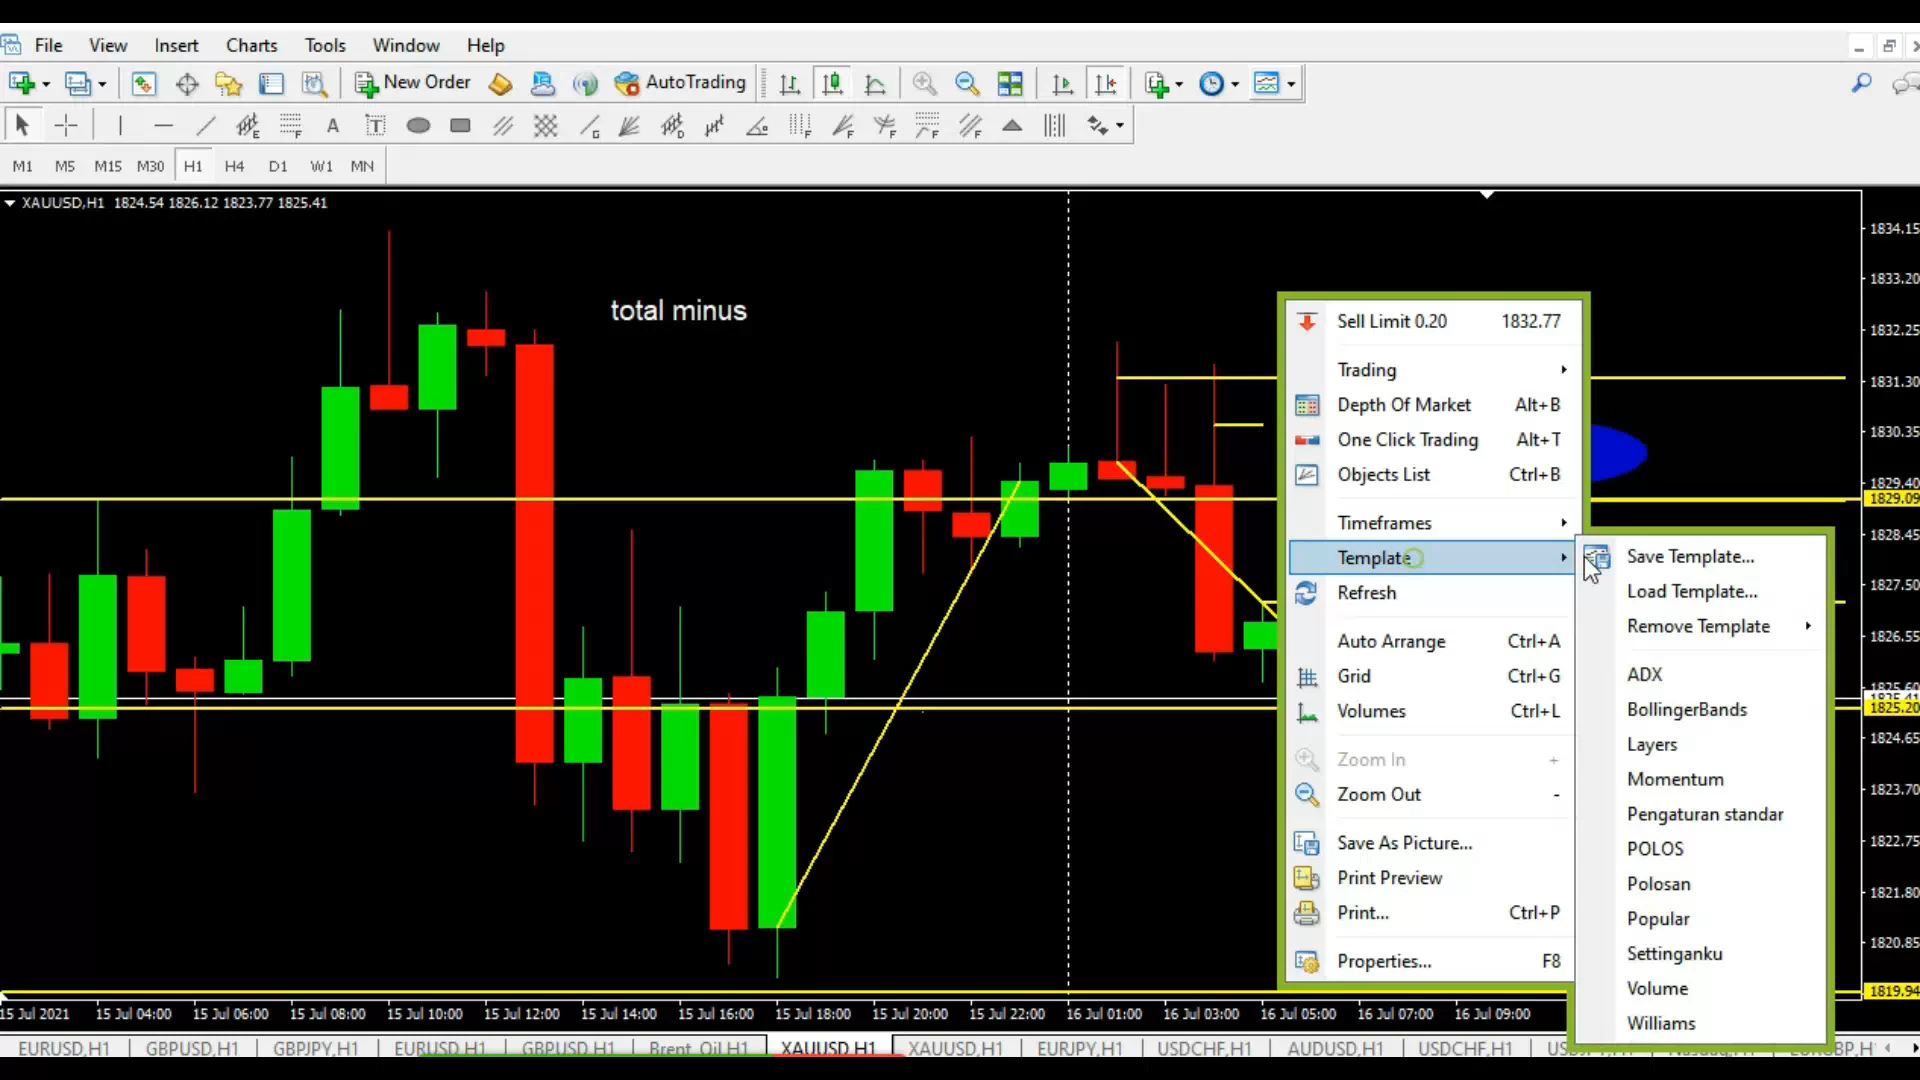 File View Insert Charts Tools Window Help
New Order AutoTrading
M1 M5 M15 M30 H1 H4 D1 W1 MN
XAUUSD,H1 1824.54 1826.12 1823.77 1825.41
total minus
Sell Limit 0.20 1832.77
Trading
Depth Of Market Alt+B
One Click Trading Alt+T
Objects List Ctrl+B
Timeframes
Template
Refresh
Auto Arrange Ctrl+A
Grid Ctrl+G
Volumes Ctrl+L
Zoom In +
Zoom Out -
Save As Picture...
Print Preview
Print... Ctrl+P
Properties... F8
Save Template...
Load Template...
Remove Template
ADX
BollingerBands
Layers
Momentum
Pengaturan standar
POLOS
Polosan
Popular
Settinganku
Volume
Williams
1834.15
1833.20
1832.25
1831.30
1830.35
1829.40
1829.09
1828.45
1827.50
1826.55
1825.60
1825.41
1825.20
1824.65
1823.70
1822.75
1821.80
1820.85
1819.94
15 Jul 2021 15 Jul 04:00 15 Jul 06:00 15 Jul 08:00 15 Jul 10:00 15 Jul 12:00 15 Jul 14:00 15 Jul 16:00 15 Jul 18:00 15 Jul 20:00 15 Jul 22:00 16 Jul 01:00 16 Jul 03:00 16 Jul 05:00 16 Jul 07:00 16 Jul 09:00
EURUSD,H1 GBPUSD,H1 GBPJPY,H1 EURUSD,H1 GBPUSD,H1 Brent_Oil,H1 XAUUSD,H1 XAUUSD,H1 EURJPY,H1 USDCHF,H1 AUDUSD,H1 USDCHF,H1